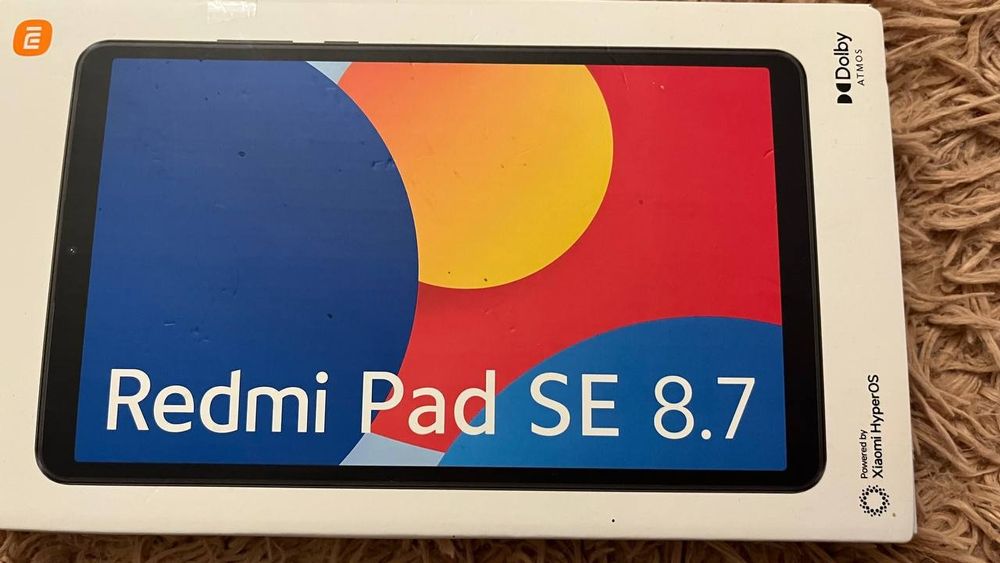 Redmi Pad SE 8.7
Dolby
ATMOS
Powered by
Xiaomi HyperOS